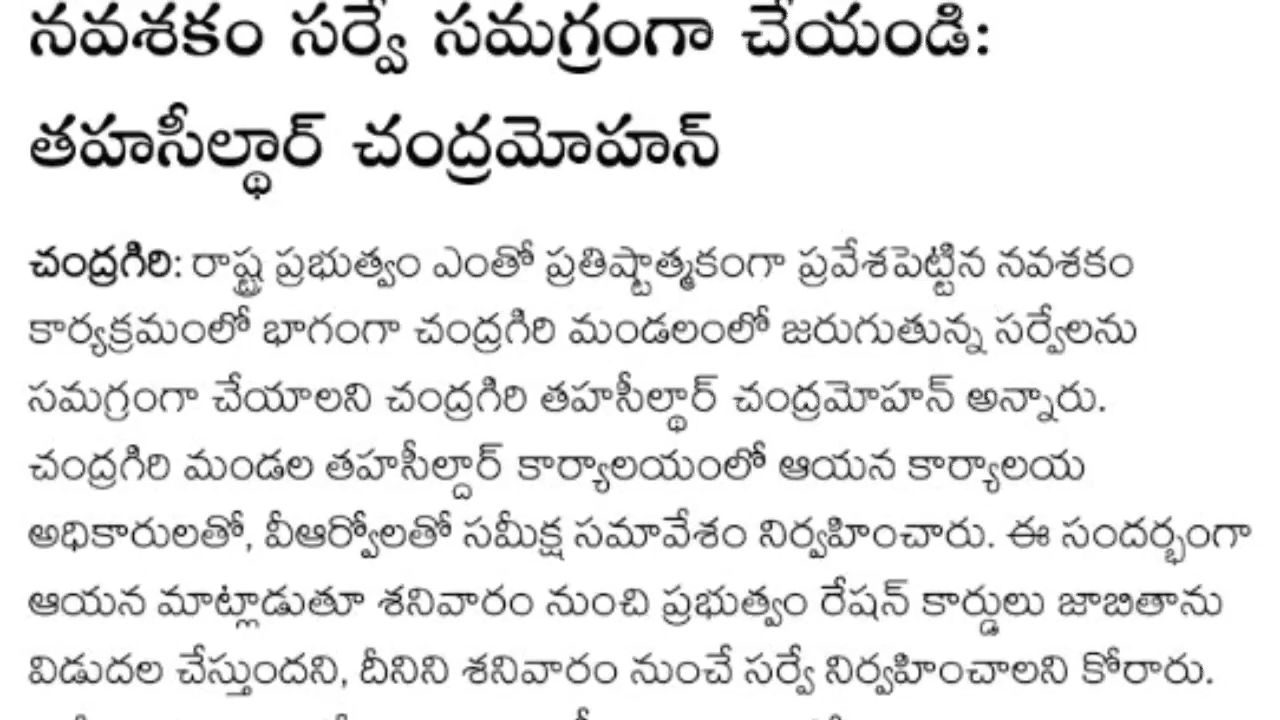 నవశకం సర్వే సమగ్రంగా చేయండి:
తహసీల్థార్ చంద్రమోహన్
చంద్రగిరి: రాష్ట్ర ప్రభుత్వం ఎంతో ప్రతిష్టాత్మకంగా ప్రవేశపెట్టిన నవశకం
కార్యక్రమంలో భాగంగా చంద్రగిరి మండలంలో జరుగుతున్న సర్వేలను
సమగ్రంగా చేయాలని చంద్రగిరి తహసీల్థార్ చంద్రమోహన్ అన్నారు.
చంద్రగిరి మండల తహసీల్దార్ కార్యాలయంలో ఆయన కార్యాలయ
అధికారులతో, వీఆర్వోలతో సమీక్ష సమావేశం నిర్వహించారు. ఈ సందర్భంగా
ఆయన మాట్లాడుతూ శనివారం నుంచి ప్రభుత్వం రేషన్ కార్డులు జాబితాను
విడుదల చేస్తుందని, దీనిని శనివారం నుంచే సర్వే నిర్వహించాలని కోరారు.